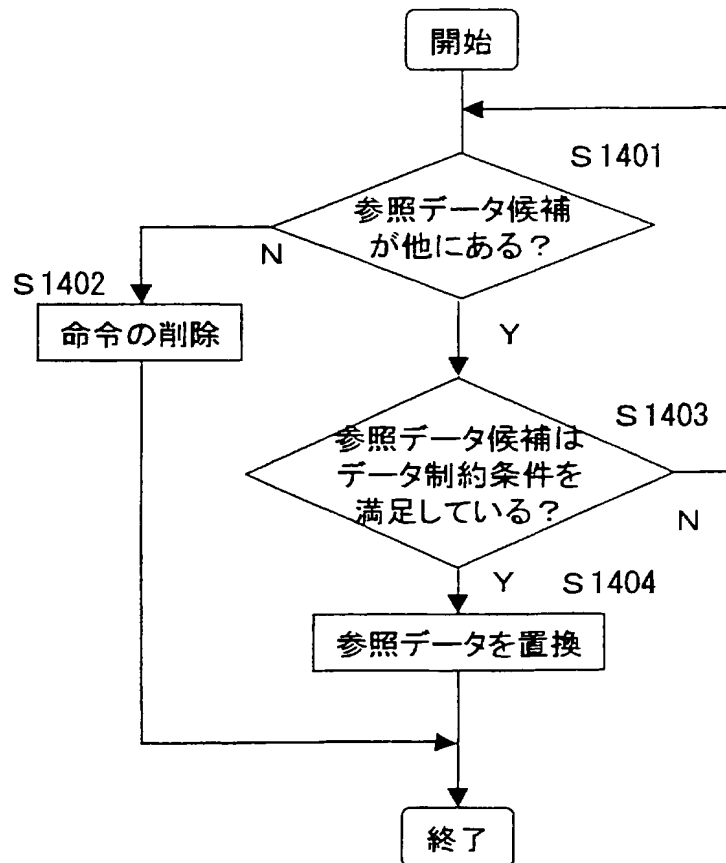 開始
S1401
参照データ候補
が他にある？
N
S1402
命令の削除
Y
S1403
参照データ候補は
データ制約条件を
満足している？
N
Y
S1404
参照データを置換
終了